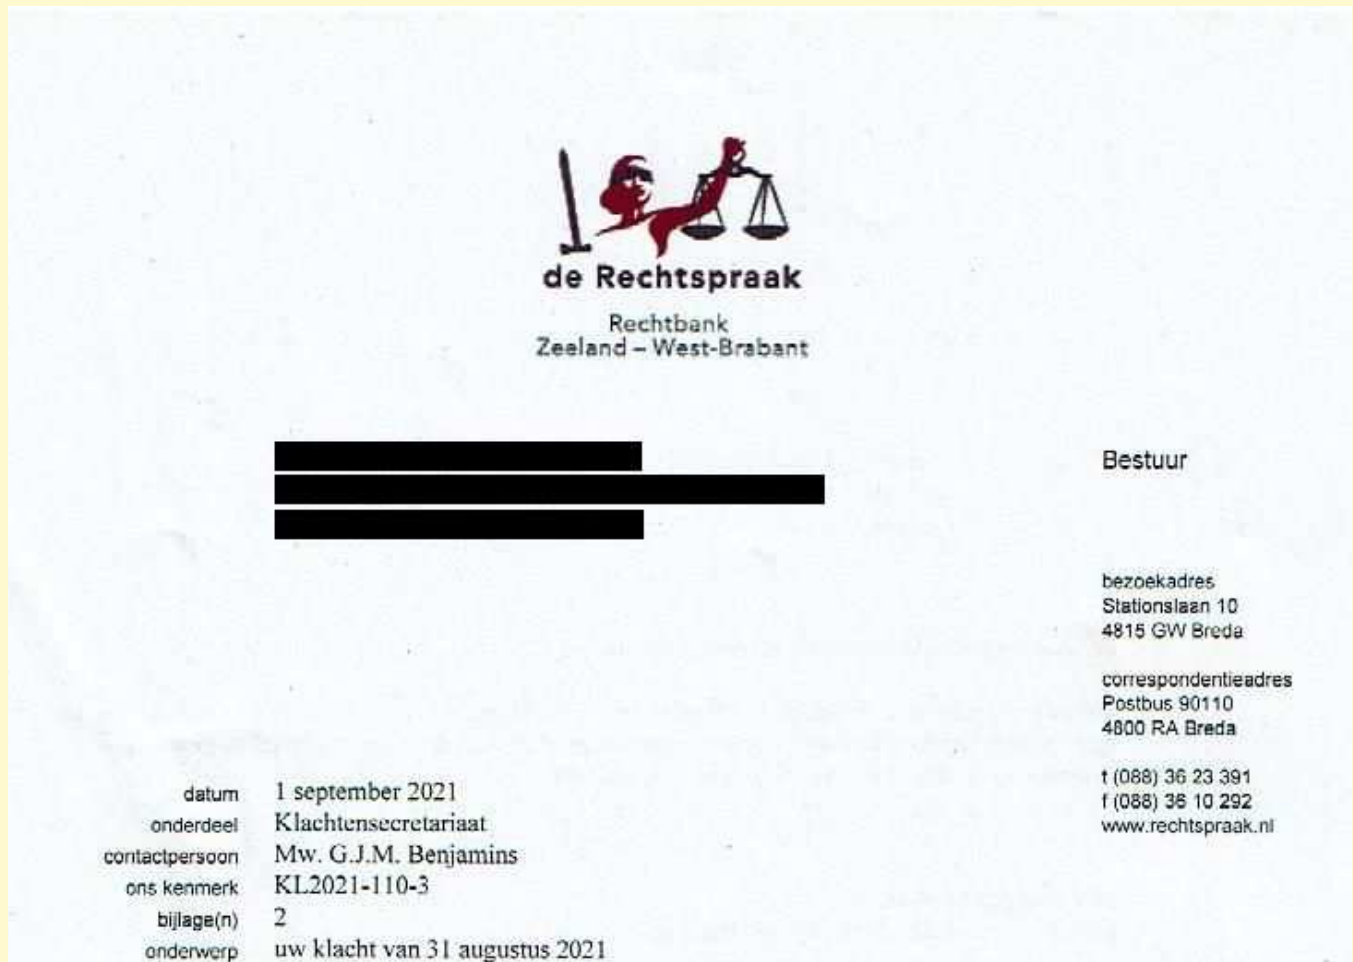 de Rechtspraak
Rechtbank
Zeeland – West-Brabant
Bestuur
bezoekadres
Stationslaan 10
4815 GW Breda
correspondentieadres
Postbus 90110
4800 RA Breda
t (088) 36 23 391
f (088) 36 10 292
www.rechtspraak.nl
datum 1 september 2021
onderdeel Klachtensecretariaat
contactpersoon Mw. G.J.M. Benjamins
ons kenmerk KL2021-110-3
bijlage(n) 2
onderwerp uw klacht van 31 augustus 2021